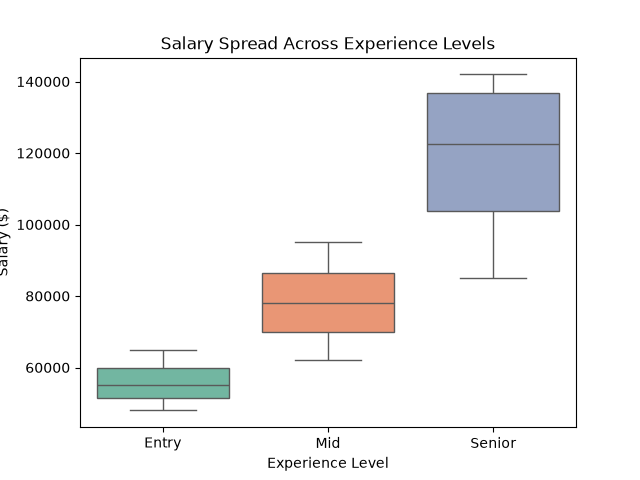 Salary Spread Across Experience Levels
140000
120000
100000
80000
60000
Salary ($)
Entry Mid Senior
Experience Level